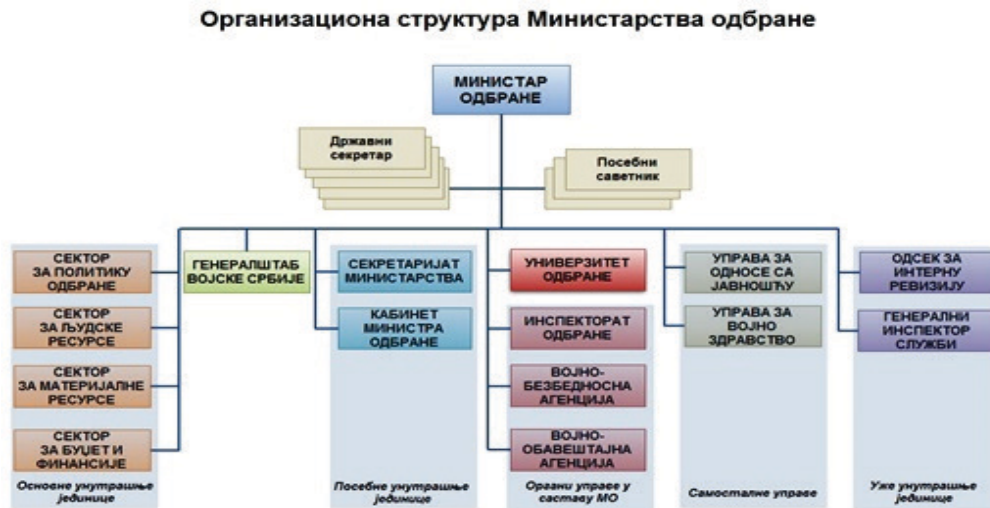 Организациона структура Министарства одбране
МИНИСТАР
ОДБРАНЕ
Државни
секретар
Посебни
саветник
СЕКТОР
ЗА ПОЛИТИКУ
ОДБРАНЕ
СЕКТОР
ЗА ЉУДСКЕ
РЕСУРСЕ
СЕКТОР
ЗА МАТЕРИЈАЛНЕ
РЕСУРСЕ
СЕКТОР
ЗА БУЏЕТ И
ФИНАНСИЈЕ
Основне унутрашње
јединице
ГЕНЕРАЛШТАБ
ВОЈСКЕ СРБИЈЕ
СЕКРЕТАРИЈАТ
МИНИСТАРСТВА
КАБИНЕТ
МИНИСТРА
ОДБРАНЕ
Посебне унутрашње
јединице
УНИВЕРЗИТЕТ
ОДБРАНЕ
ИНСПЕКТОРАТ
ОДБРАНЕ
ВОЈНО-
БЕЗБЕДНОСНА
АГЕНЦИЈА
ВОЈНО-
ОБАВЕШТАЈНА
АГЕНЦИЈА
Органи управе у
саставу МО
УПРАВА ЗА
ОДНОСЕ СА
ЈАВНОШЋУ
УПРАВА ЗА
ВОЈНО
ЗДРАВСТВО
Самосталне управе
ОДСЕК ЗА
ИНТЕРНУ
РЕВИЗИЈУ
ГЕНЕРАЛНИ
ИНСПЕКТОР
СЛУЖБИ
Уже унутрашње
јединице